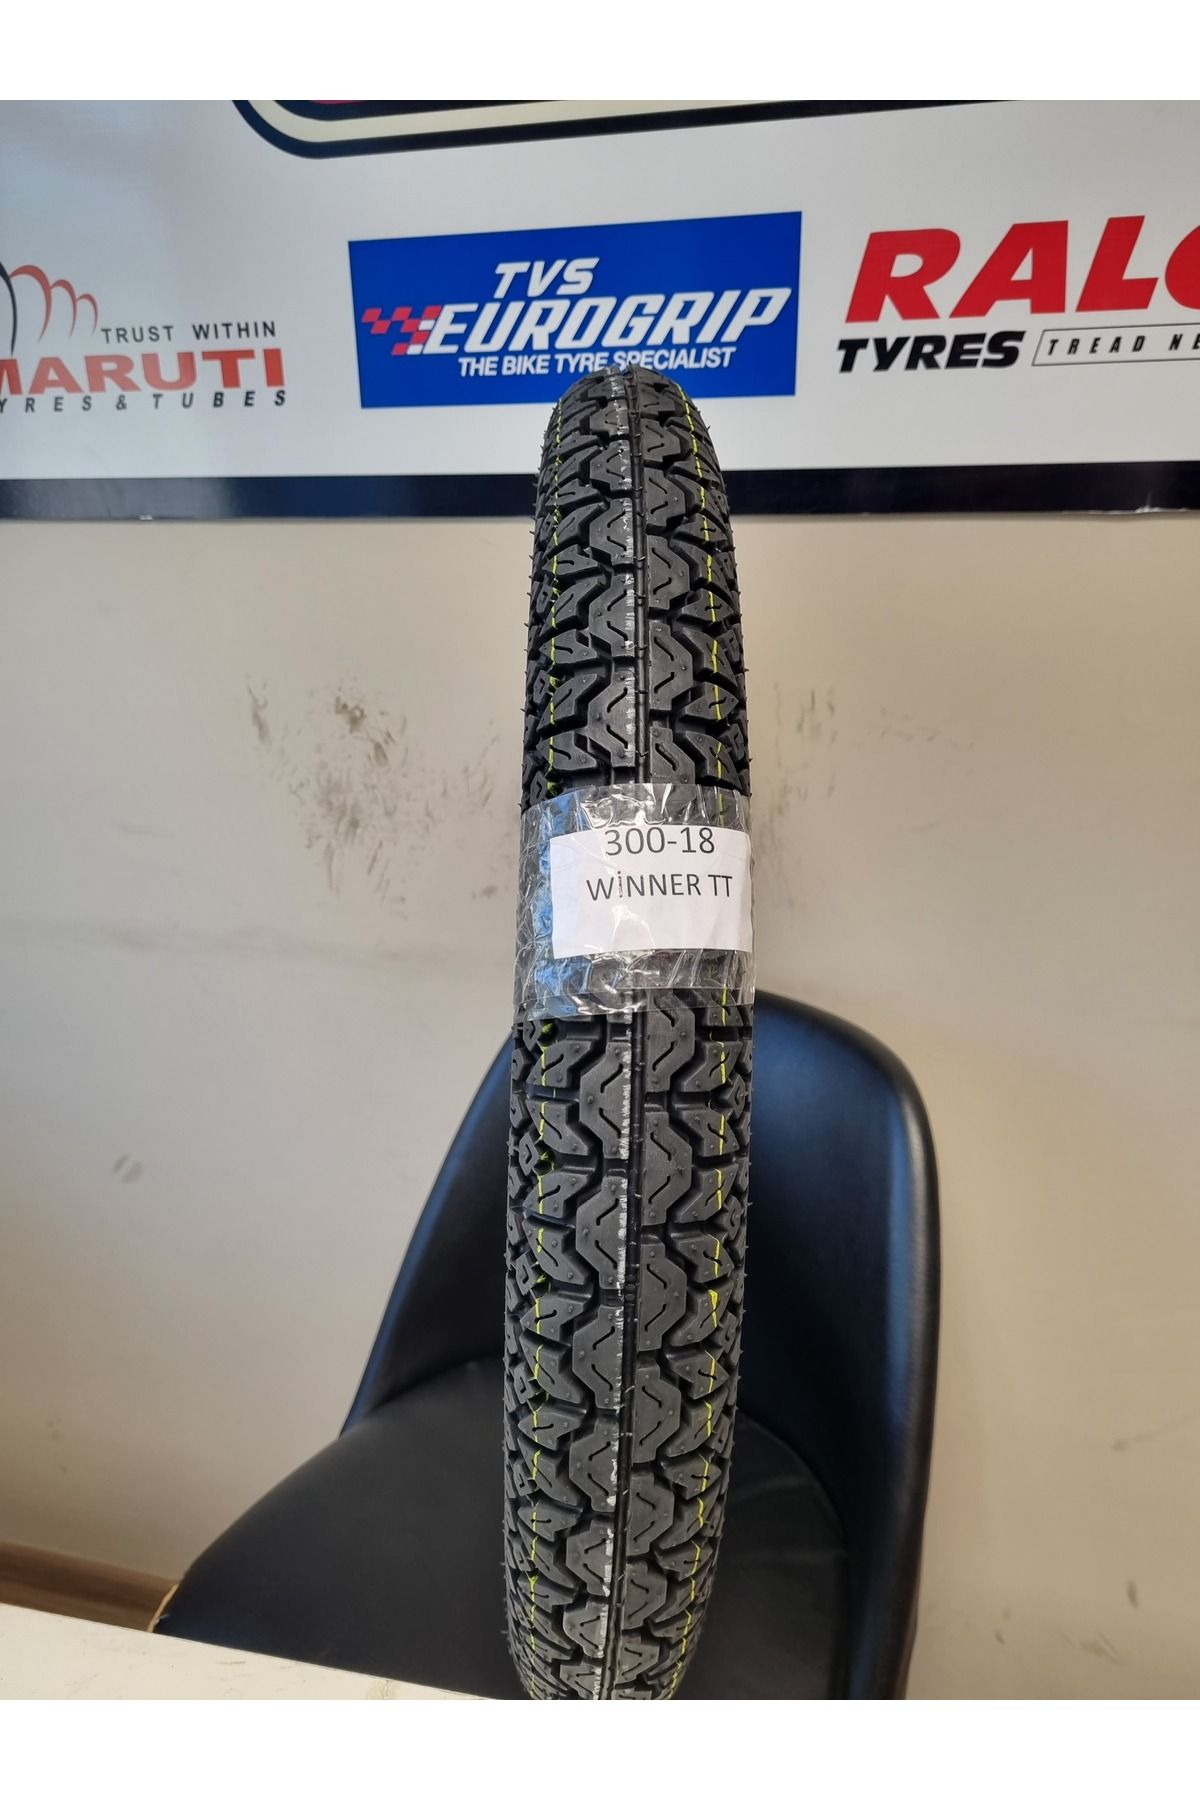 TRUST WITHIN
MARUTI
YRES & TUBES
TVS
EUROGRIP
THE BIKE TYRE SPECIALIST
RALC
TYRES
TREAD NE
300-18
WİNNER TT